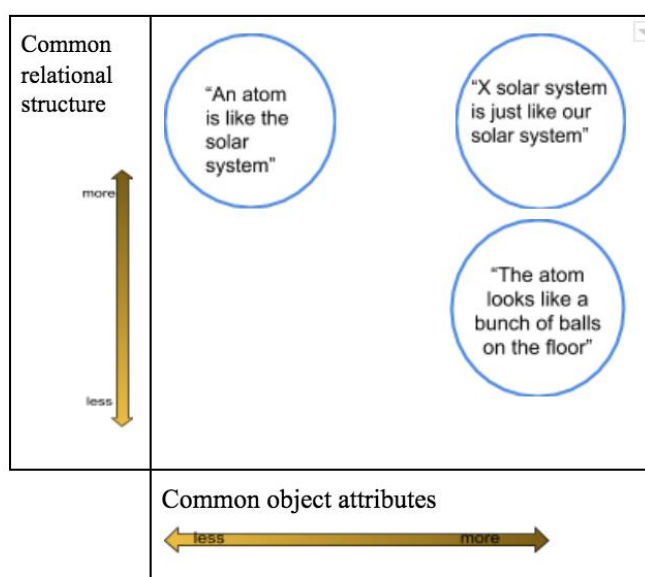 Common
relational
structure
more
less
“An atom
is like the
solar
system”
“X solar system
is just like our
solar system”
“The atom
looks like a
bunch of balls
on the floor”
Common object attributes
less
more